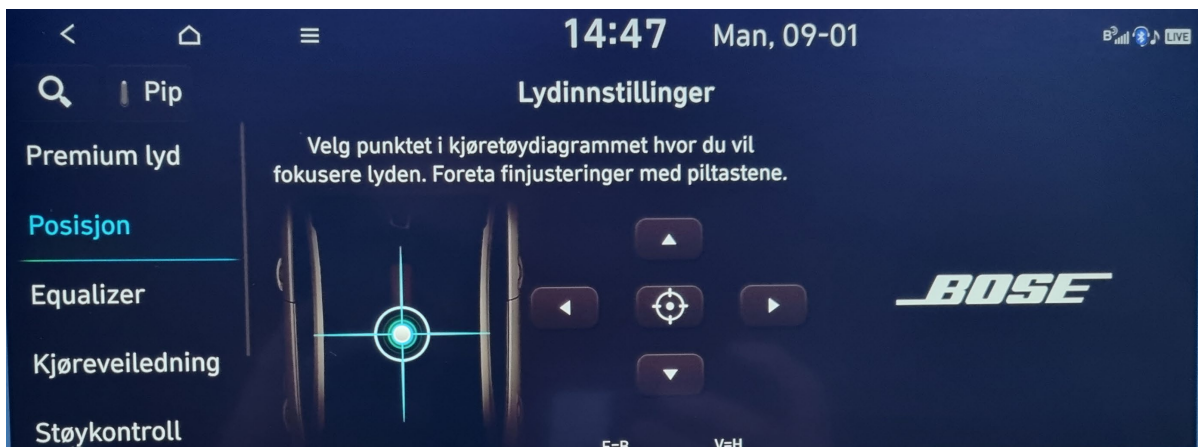 14:47 Man, 09-01 B LIVE
Pip
Lydinnstillinger
Premium lyd
Posisjon
Equalizer
Kjøreveiledning
Støykontroll
Velg punktet i kjøretøydiagrammet hvor du vil
fokusere lyden. Foreta finjusteringer med piltastene.
BOSE
F=B V=H